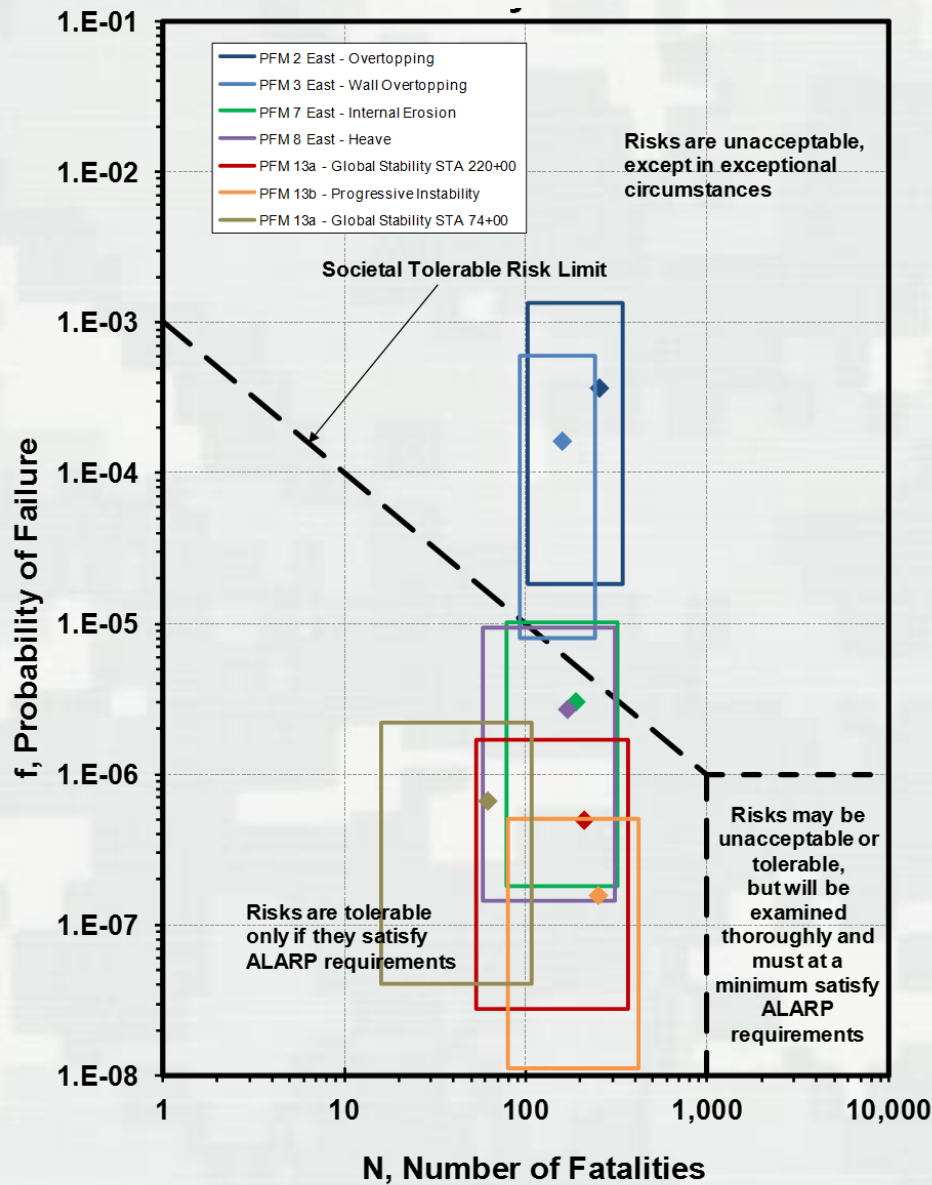 1.E-01
PFM 2 East - Overtopping
PFM 3 East - Wall Overtopping
PFM 7 East - Internal Erosion
PFM 8 East - Heave
PFM 13a - Global Stability STA 220+00
PFM 13b - Progressive Instability
PFM 13a - Global Stability STA 74+00
Risks are unacceptable,
except in exceptional
circumstances
1.E-02
Societal Tolerable Risk Limit
1.E-03
1.E-04
f, Probability of Failure
1.E-05
1.E-06
Risks may be
unacceptable or
tolerable,
but will be
examined
thoroughly and
must at a
minimum satisfy
ALARP
requirements
1.E-07
Risks are tolerable
only if they satisfy
ALARP requirements
1.E-08
1
10
100
1,000
10,000
N, Number of Fatalities